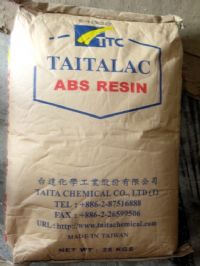 TTC
TAITALAC
ABS RESIN
台達化學工業股份有限公司
TAITA CHEMICAL CO., LTD(T)
TEL : +886-2-87516888
FAX : +886-2-26599506
URL:http://www.taitachemical.com
MADE IN TAIWAN
NET WT : 25 KGS